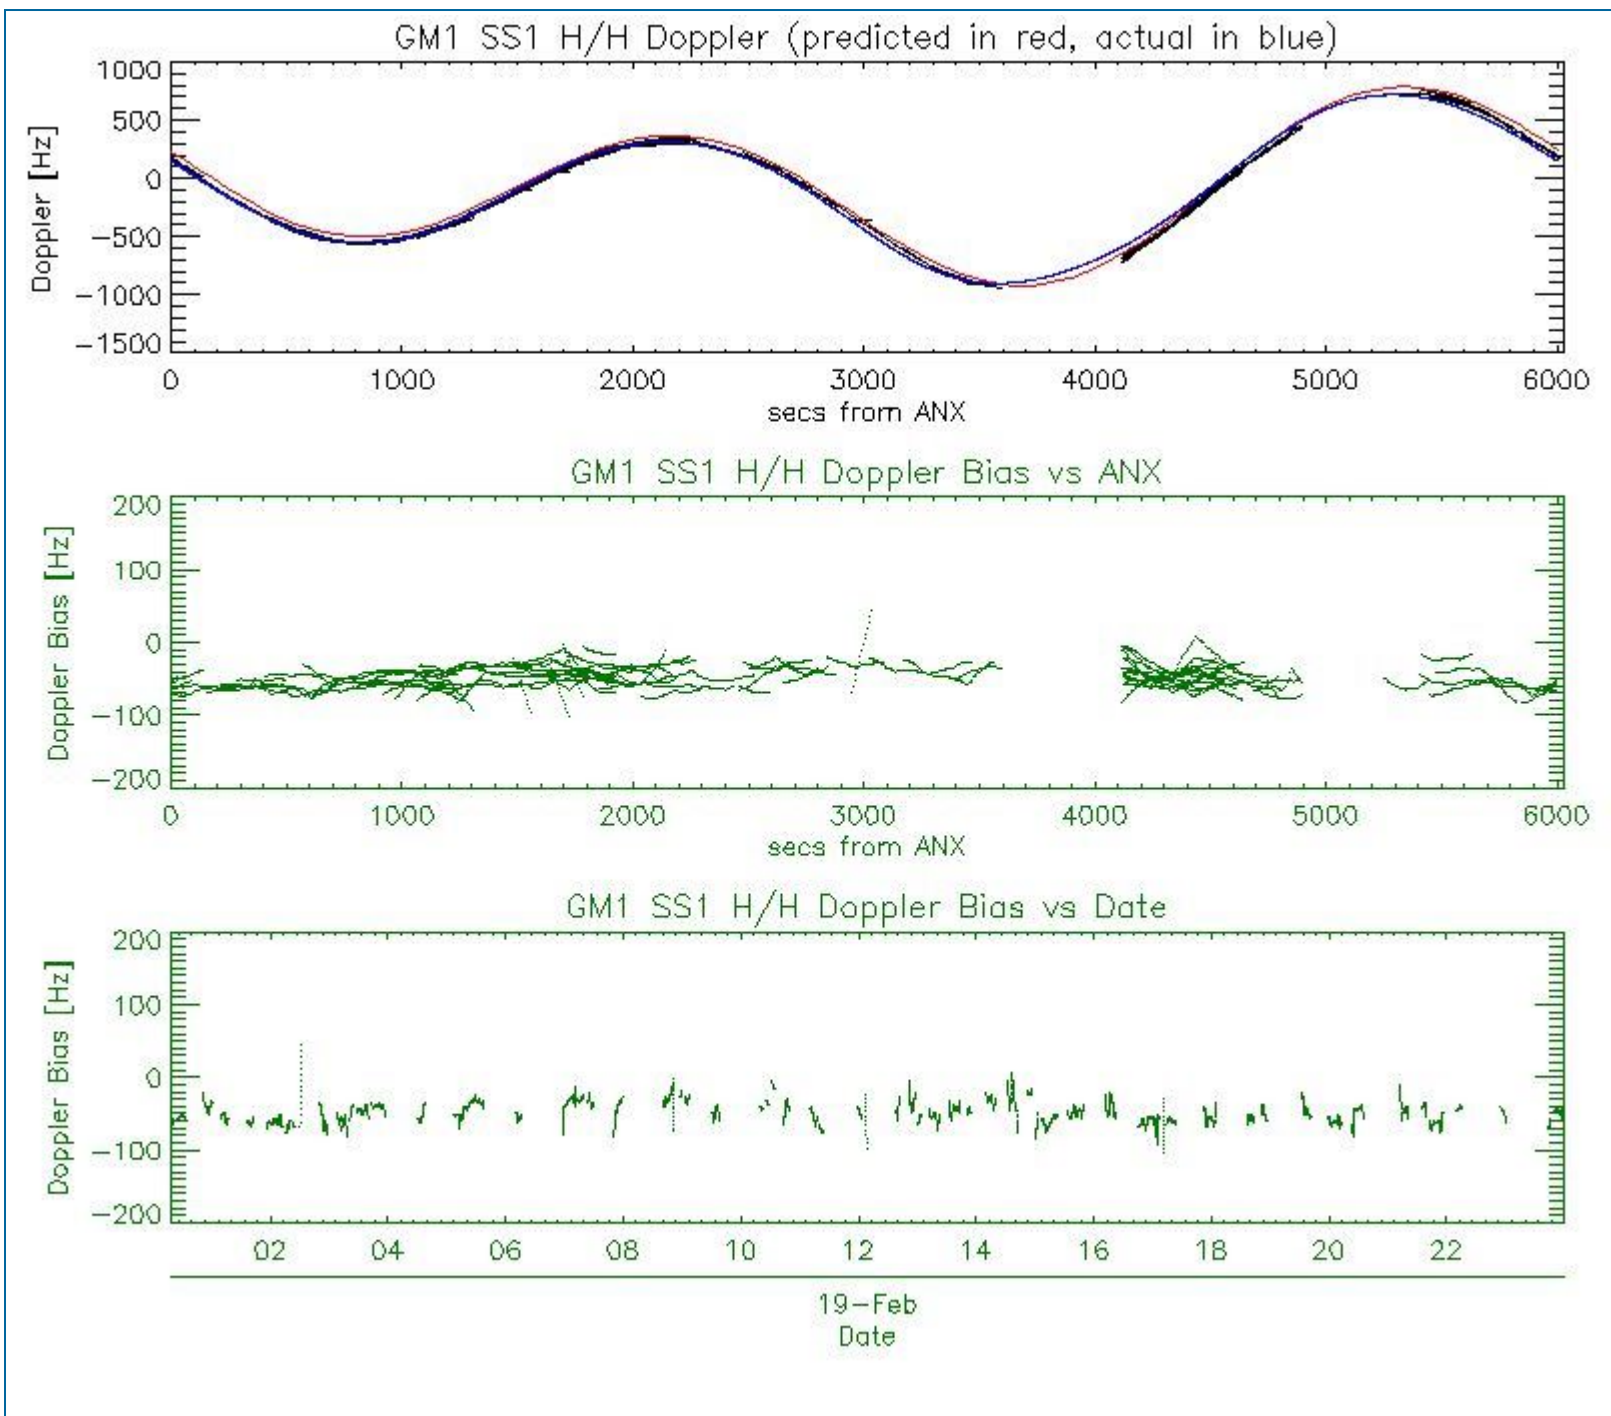 GM1 SS1 H/H Doppler (predicted in red, actual in blue)
1000
500
0
−500
−1000
−1500
Doppler [Hz]
0 1000 2000 3000 4000 5000 6000
secs from ANX
GM1 SS1 H/H Doppler Bias vs ANX
200
100
0
−100
−200
Doppler Bias [Hz]
0 1000 2000 3000 4000 5000 6000
secs from ANX
GM1 SS1 H/H Doppler Bias vs Date
200
100
0
−100
−200
Doppler Bias [Hz]
02 04 06 08 10 12 14 16 18 20 22
19−Feb
Date